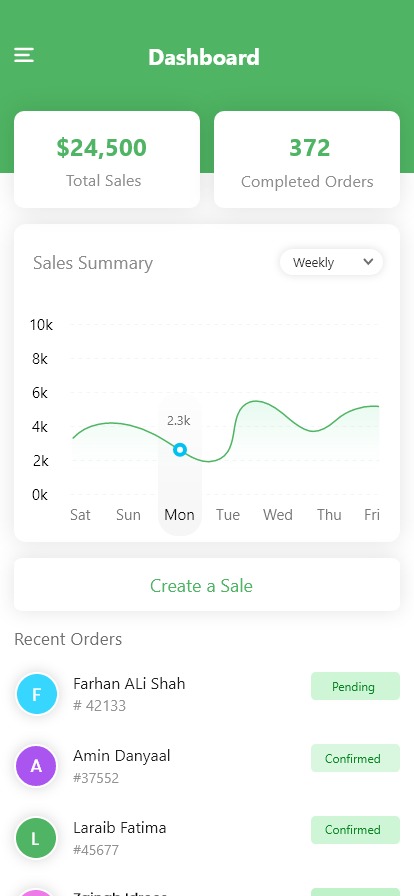 Dashboard
$24,500
Total Sales
372
Completed Orders
Sales Summary
Weekly
10k
8k
6k
4k
2k
0k
2.3k
Sat Sun Mon Tue Wed Thu Fri
Create a Sale
Recent Orders
F
Farhan ALi Shah
# 42133
Pending
A
Amin Danyaal
#37552
Confirmed
L
Laraib Fatima
#45677
Confirmed